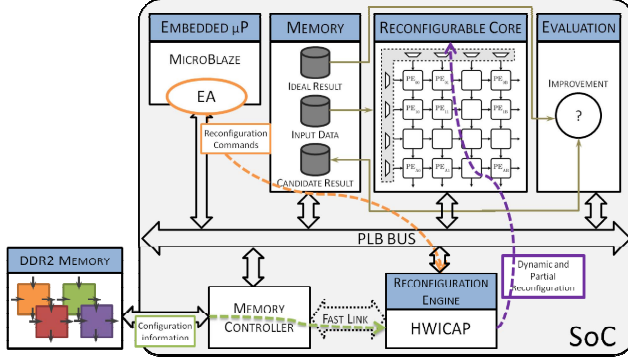 EMBEDDED µP
MEMORY
RECONFIGURABLE CORE
EVALUATION
MICROBLAZE
EA
IDEAL RESULT
INPUT DATA
CANDIDATE RESULT
IMPROVEMENT
?
Reconfiguration
Commands
PLB BUS
DDR2 MEMORY
Configuration
information
MEMORY
CONTROLLER
FAST LINK
RECONFIGURATION
ENGINE
HWICAP
Dynamic and
Partial
Reconfiguration
SoC